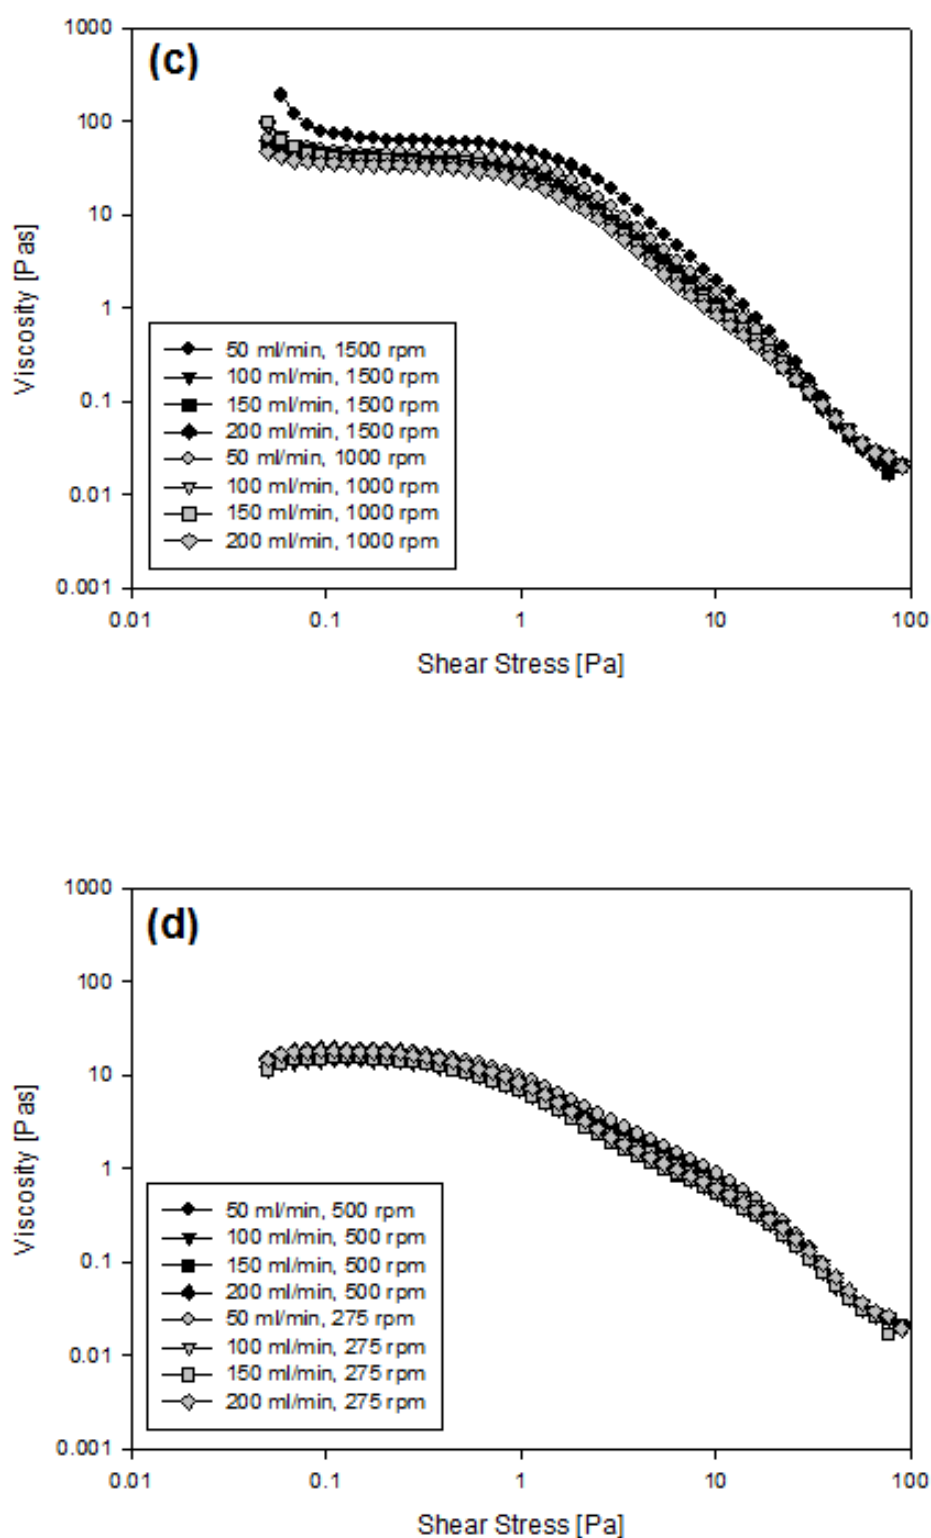 (c)
Viscosity [Pas]
1000
100
10
1
0.1
0.01
0.001
50 ml/min, 1500 rpm
100 ml/min, 1500 rpm
150 ml/min, 1500 rpm
200 ml/min, 1500 rpm
50 ml/min, 1000 rpm
100 ml/min, 1000 rpm
150 ml/min, 1000 rpm
200 ml/min, 1000 rpm
0.01 0.1 1 10 100
Shear Stress [Pa]
(d)
Viscosity [Pas]
1000
100
10
1
0.1
0.01
0.001
50 ml/min, 500 rpm
100 ml/min, 500 rpm
150 ml/min, 500 rpm
200 ml/min, 500 rpm
50 ml/min, 275 rpm
100 ml/min, 275 rpm
150 ml/min, 275 rpm
200 ml/min, 275 rpm
0.01 0.1 1 10 100
Shear Stress [Pa]